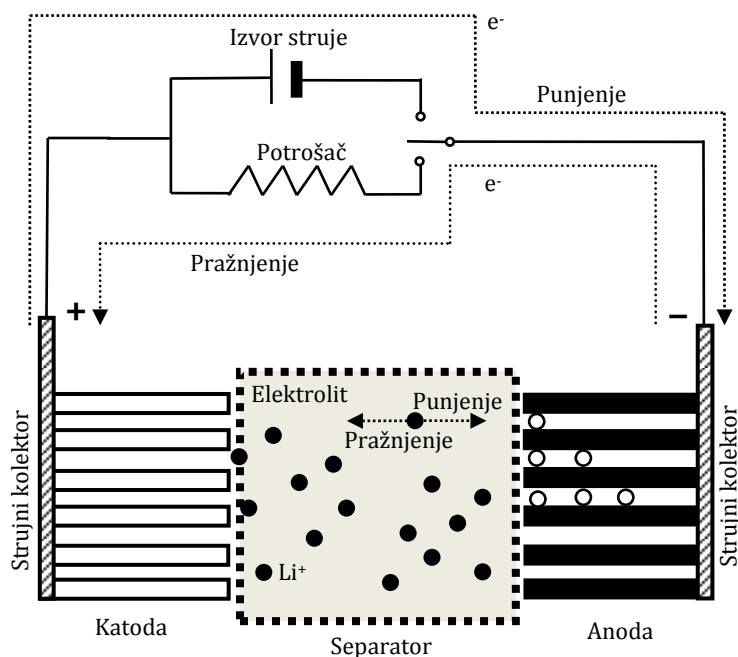 e-
Izvor struje
Punjenje
Potrošač
e-
Pražnjenje
+
–
Elektrolit
Punjenje
Pražnjenje
Strujni kolektor
Strujni kolektor
Li+
Katoda
Separator
Anoda